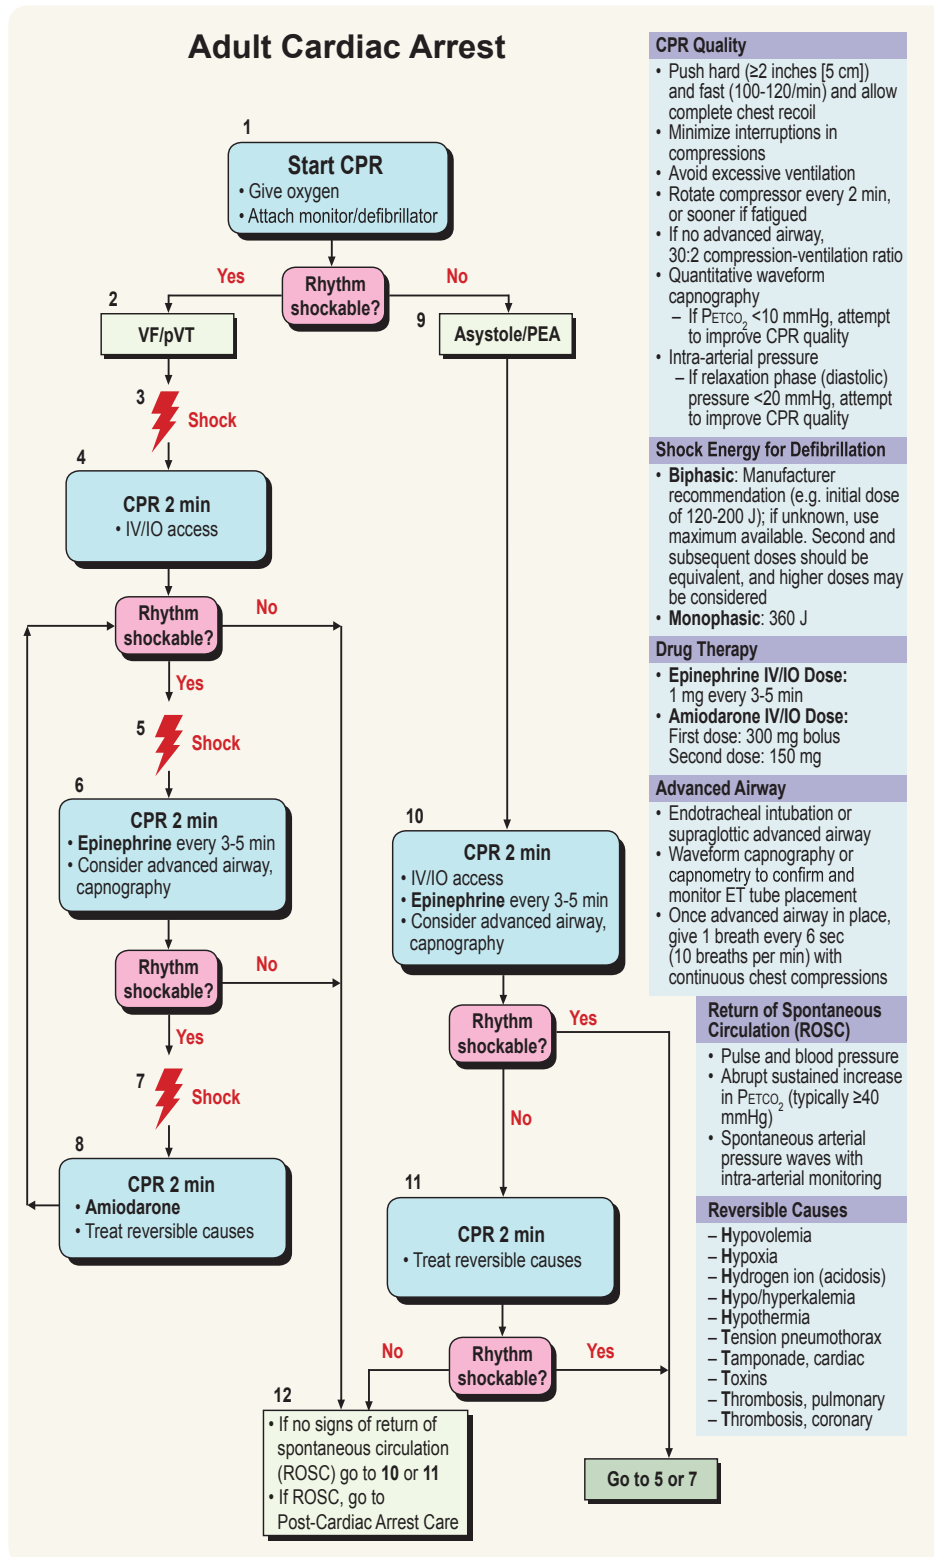 Adult Cardiac Arrest
1
Start CPR
• Give oxygen
• Attach monitor/defibrillator
Rhythm
shockable?
Yes
No
2
VF/pVT
9
Asystole/PEA
3
Shock
4
CPR 2 min
• IV/IO access
Rhythm
shockable?
No
Yes
5
Shock
6
CPR 2 min
• Epinephrine every 3-5 min
• Consider advanced airway,
capnography
Rhythm
shockable?
No
Yes
7
Shock
8
CPR 2 min
• Amiodarone
• Treat reversible causes
10
CPR 2 min
• IV/IO access
• Epinephrine every 3-5 min
• Consider advanced airway,
capnography
Rhythm
shockable?
Yes
No
11
CPR 2 min
• Treat reversible causes
Rhythm
shockable?
No
Yes
12
• If no signs of return of
spontaneous circulation
(ROSC) go to 10 or 11
• If ROSC, go to
Post-Cardiac Arrest Care
Go to 5 or 7
CPR Quality
• Push hard (≥2 inches [5 cm])
and fast (100-120/min) and allow
complete chest recoil
• Minimize interruptions in
compressions
• Avoid excessive ventilation
• Rotate compressor every 2 min,
or sooner if fatigued
• If no advanced airway,
30:2 compression-ventilation ratio
• Quantitative waveform
capnography
– If PETCO2 <10 mmHg, attempt
to improve CPR quality
• Intra-arterial pressure
– If relaxation phase (diastolic)
pressure <20 mmHg, attempt
to improve CPR quality
Shock Energy for Defibrillation
• Biphasic: Manufacturer
recommendation (e.g. initial dose
of 120-200 J); if unknown, use
maximum available. Second and
subsequent doses should be
equivalent, and higher doses may
be considered
• Monophasic: 360 J
Drug Therapy
• Epinephrine IV/IO Dose:
1 mg every 3-5 min
• Amiodarone IV/IO Dose:
First dose: 300 mg bolus
Second dose: 150 mg
Advanced Airway
• Endotracheal intubation or
supraglottic advanced airway
• Waveform capnography or
capnometry to confirm and
monitor ET tube placement
• Once advanced airway in place,
give 1 breath every 6 sec
(10 breaths per min) with
continuous chest compressions
Return of Spontaneous
Circulation (ROSC)
• Pulse and blood pressure
• Abrupt sustained increase
in PETCO2 (typically ≥40
mmHg)
• Spontaneous arterial
pressure waves with
intra-arterial monitoring
Reversible Causes
– Hypovolemia
– Hypoxia
– Hydrogen ion (acidosis)
– Hypo/hyperkalemia
– Hypothermia
– Tension pneumothorax
– Tamponade, cardiac
– Toxins
– Thrombosis, pulmonary
– Thrombosis, coronary